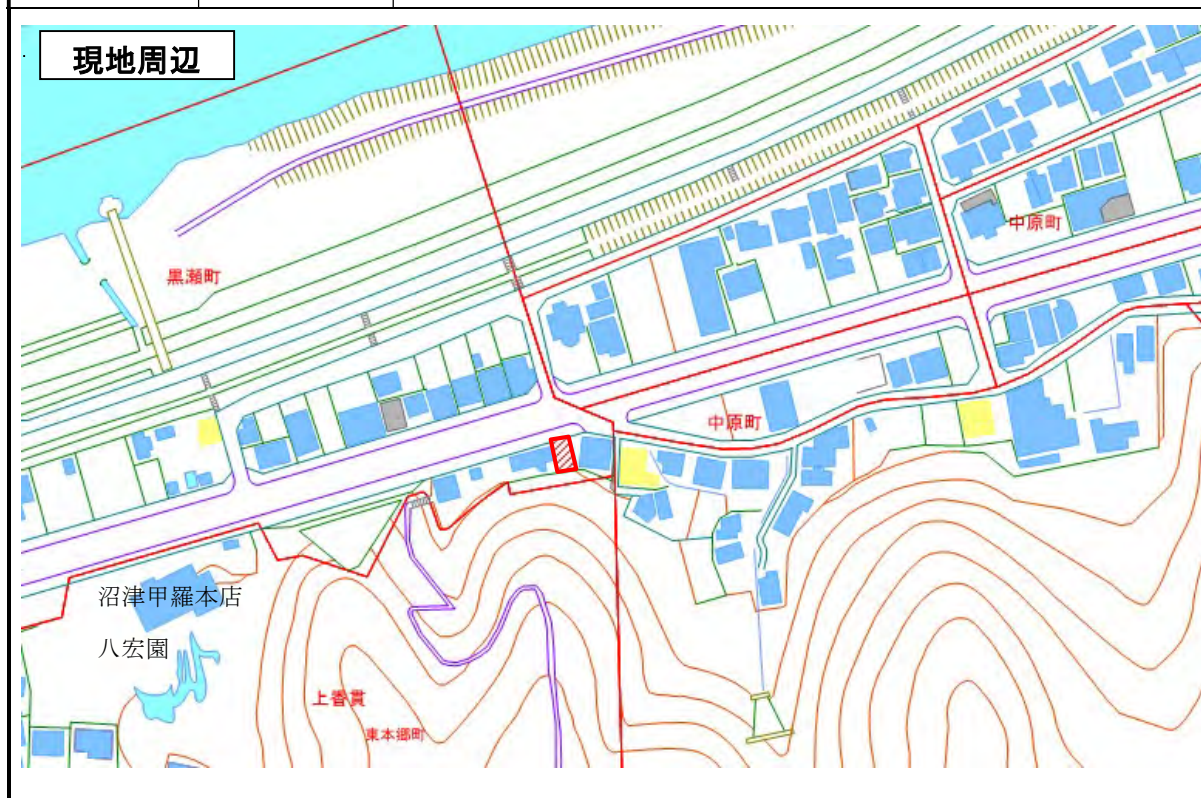 現地周辺
黒瀬町
中原町
中原町
沼津甲羅本店
八宏園
上香貫
東本郷町